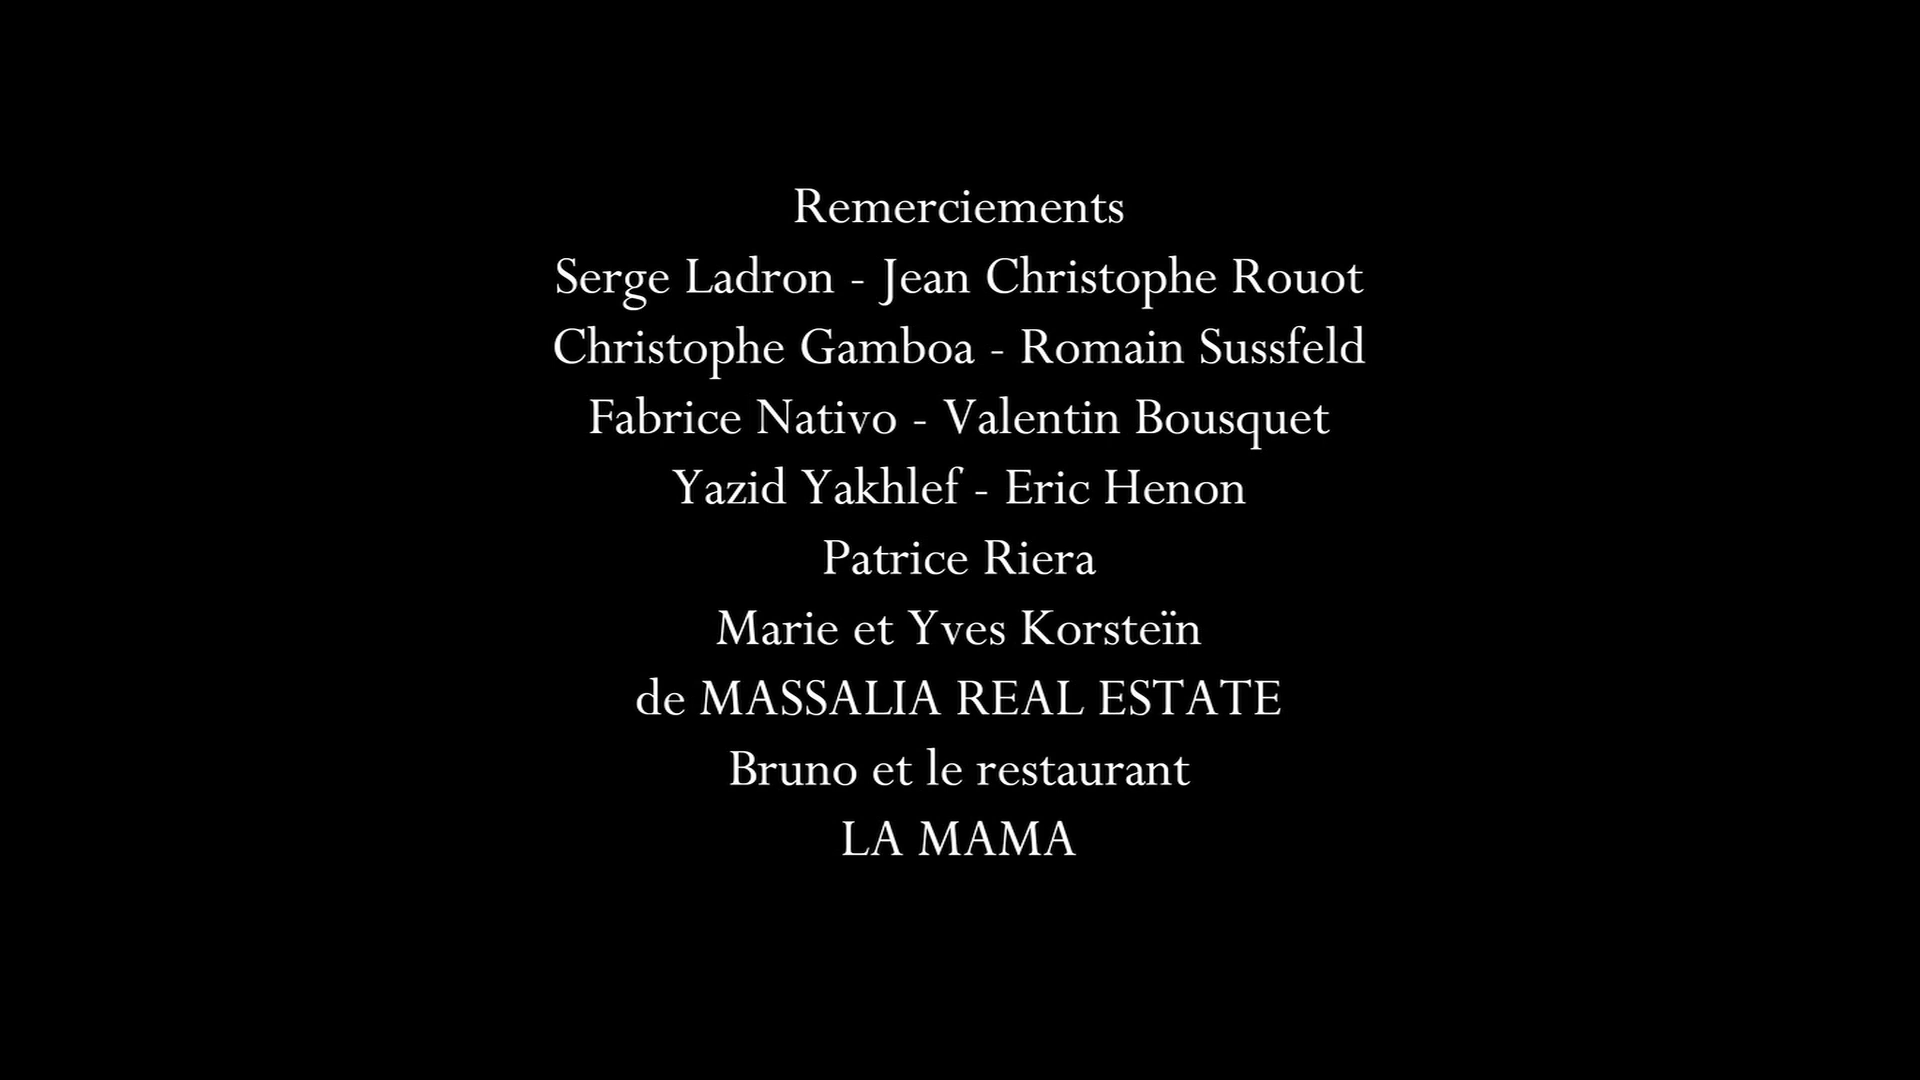 Remerciements
Serge Ladron - Jean Christophe Rouot
Christophe Gamboa - Romain Sussfeld
Fabrice Nativo - Valentin Bousquet
Yazid Yakhlef - Eric Henon
Patrice Riera
Marie et Yves Korsteïn
de MASSALIA REAL ESTATE
Bruno et le restaurant
LA MAMA